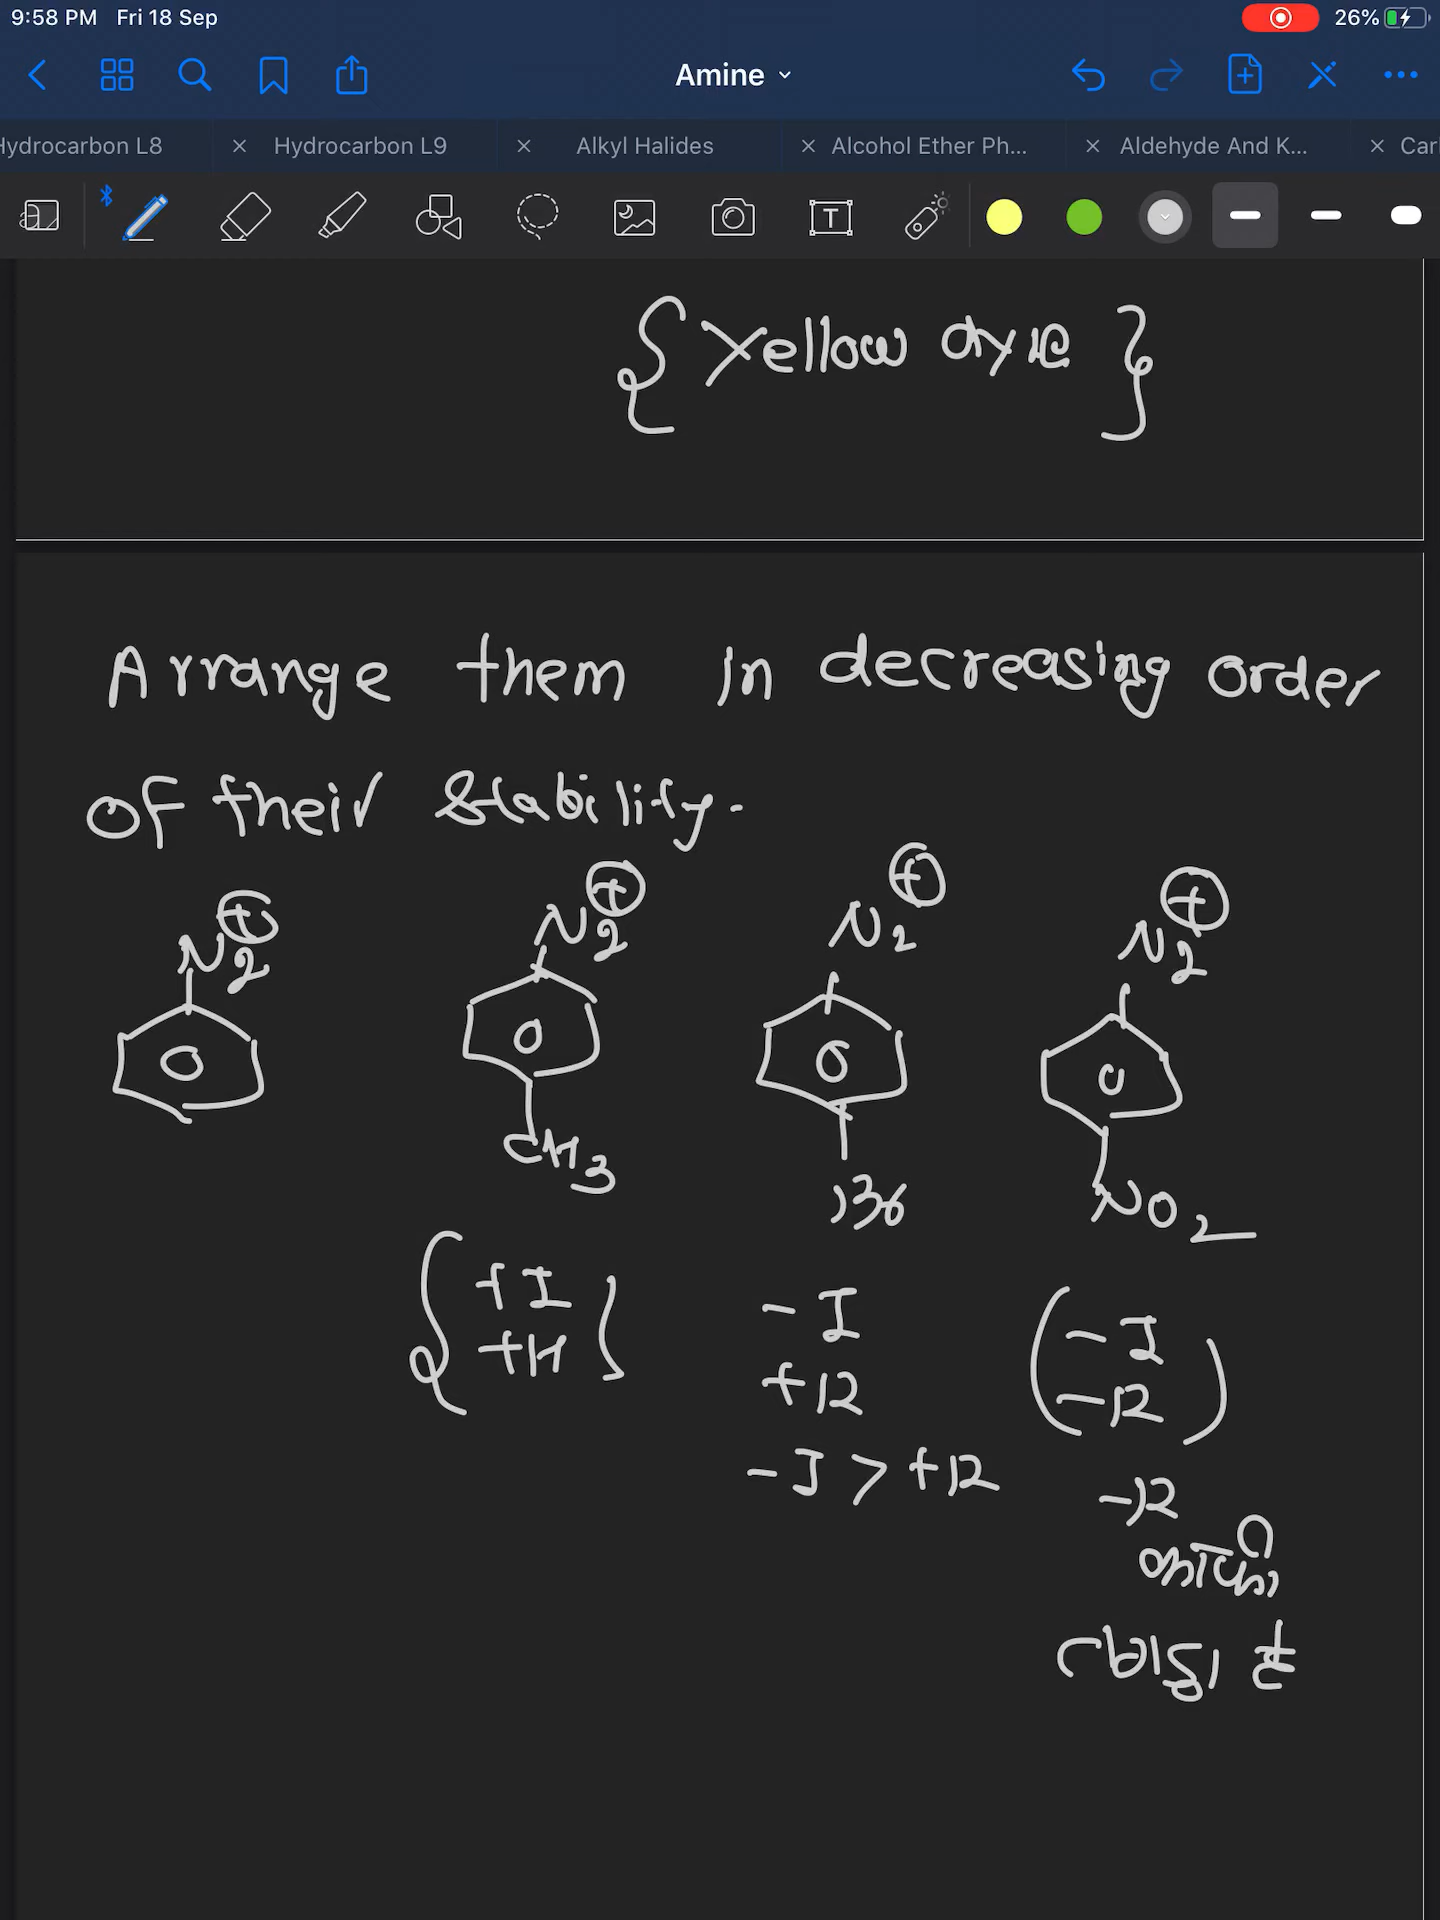 9:58 PM Fri 18 Sep 26%
Amine
Hydrocarbon L8 × Hydrocarbon L9 × Alkyl Halides × Alcohol Ether Ph... × Aldehyde And K... × Car
T
{ Yellow dye }
Arrange them in decreasing order
of their stability.
N2⊕ N2⊕ N2⊕ N2⊕
CH3 Br NO2
{ +I } -I ( -I )
+H +R -R
-I > +R -R